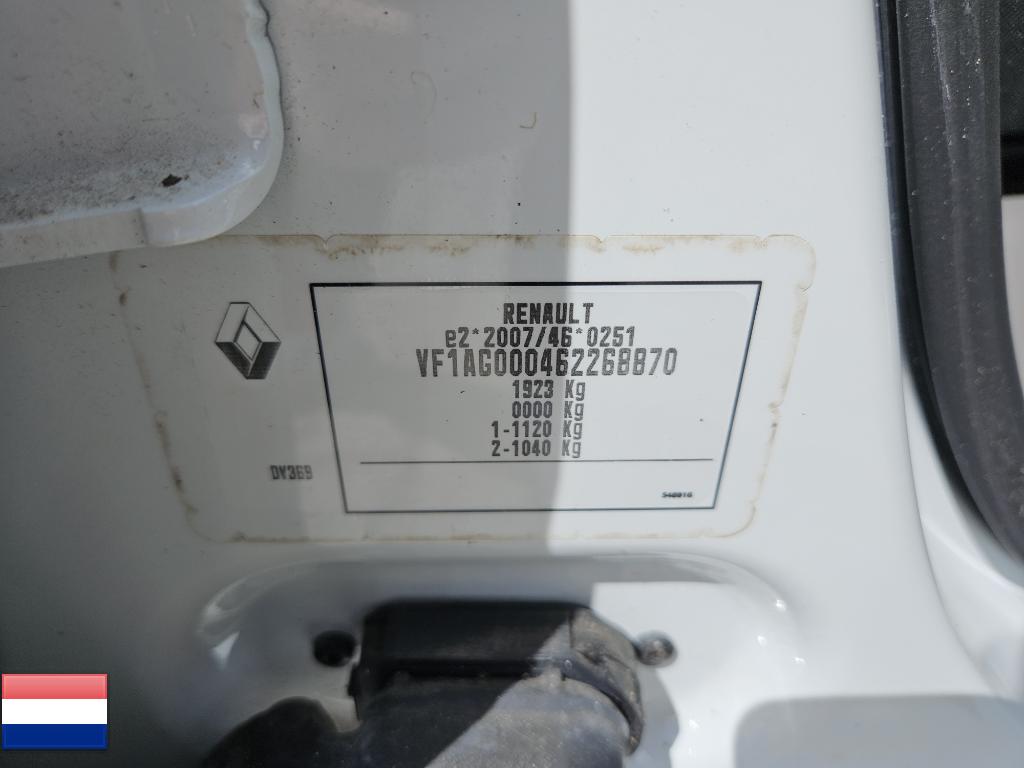 RENAULT
e2*2007/46*0251
VF1AG000462268870
1923 Kg
0000 Kg
1-1120 Kg
2-1040 Kg
DY369